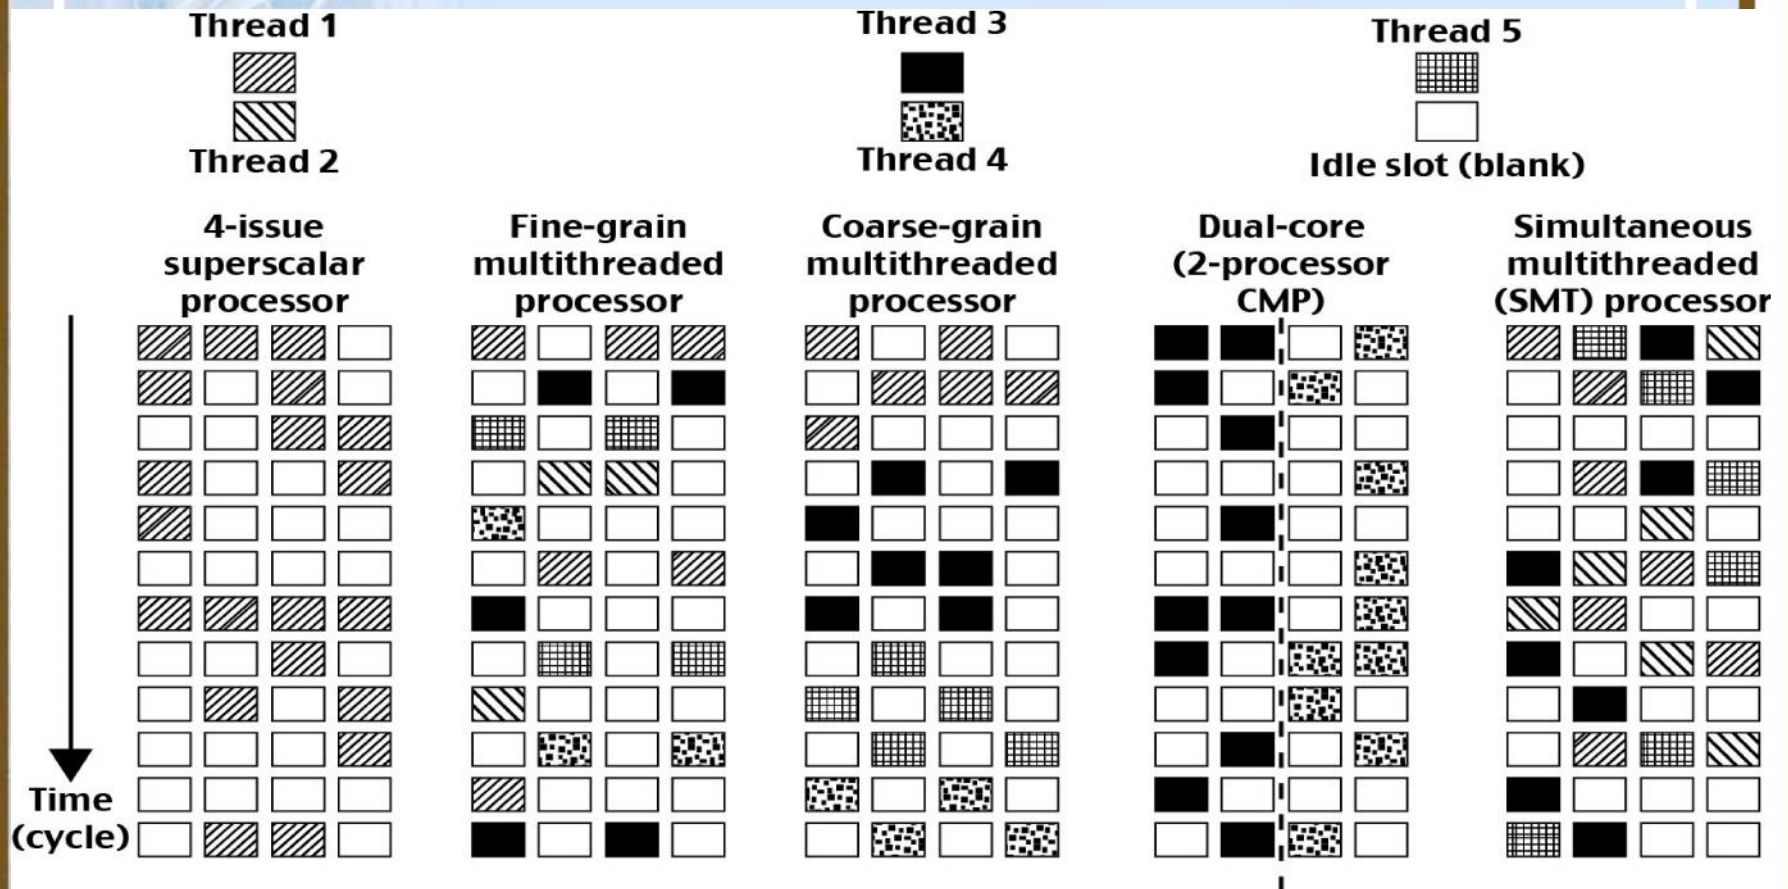 Thread 1
Thread 2
Thread 3
Thread 4
Thread 5
Idle slot (blank)
4-issue
superscalar
processor
Fine-grain
multithreaded
processor
Coarse-grain
multithreaded
processor
Dual-core
(2-processor
CMP)
Simultaneous
multithreaded
(SMT) processor
Time
(cycle)